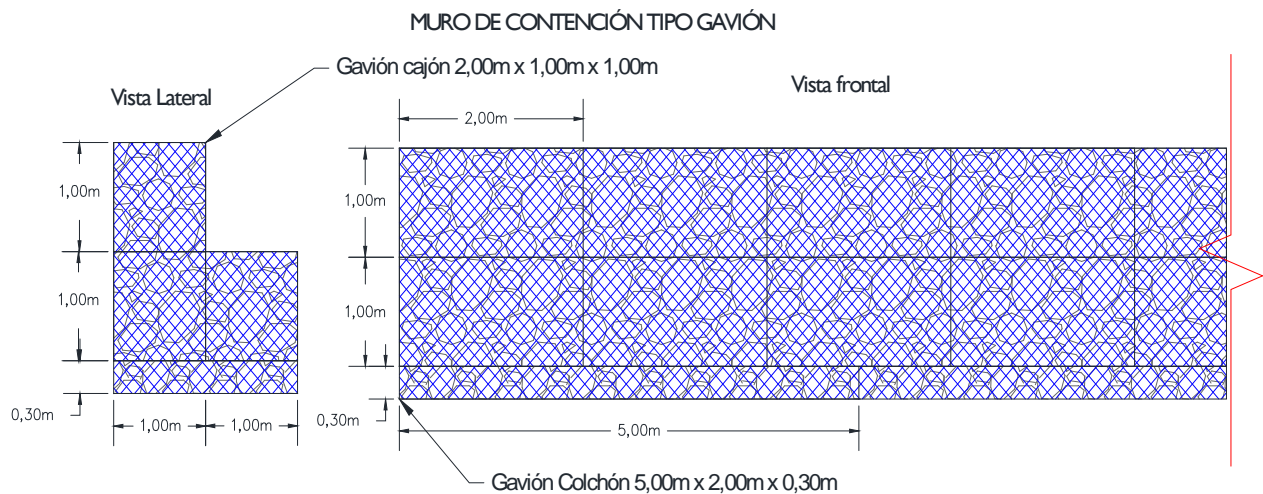 MURO DE CONTENCIÓN TIPO GAVIÓN
Gavión cajón 2,00m x 1,00m x 1,00m
Vista Lateral
Vista frontal
2,00m
1,00m
1,00m
1,00m
1,00m
0,30m
1,00m
1,00m
0,30m
5,00m
Gavión Colchón 5,00m x 2,00m x 0,30m